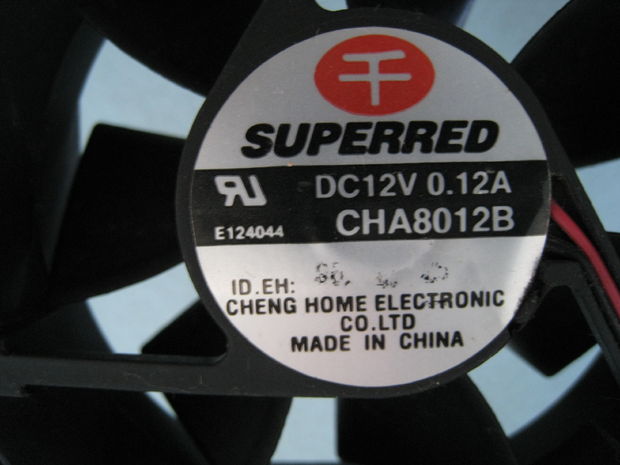 千
SUPERRED
DC12V 0.12A
CHA8012B
E124044
ID.EH:
CHENG HOME ELECTRONIC
CO.LTD
MADE IN CHINA